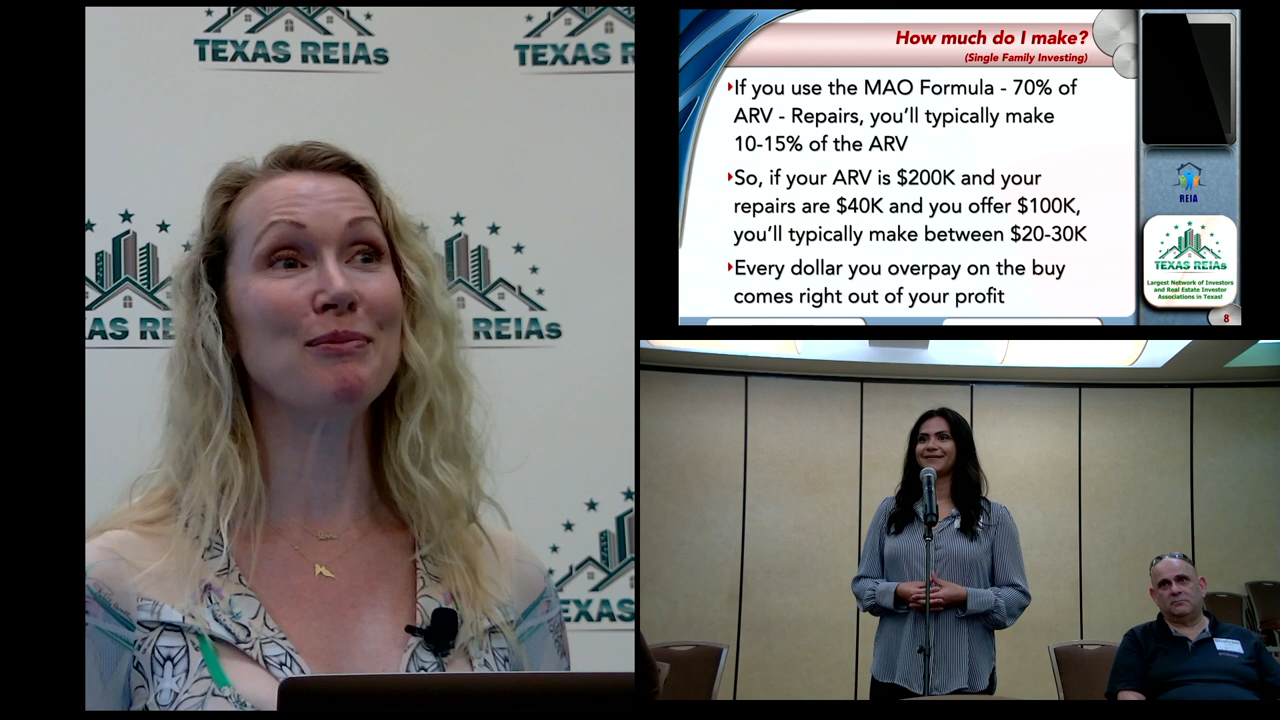 TEXAS REIAs
TEXAS REIA
AS REI
EIAs
EXAS
How much do I make?
(Single Family Investing)
If you use the MAO Formula - 70% of
ARV - Repairs, you'll typically make
10-15% of the ARV
So, if your ARV is $200K and your
repairs are $40K and you offer $100K,
you'll typically make between $20-30K
Every dollar you overpay on the buy
comes right out of your profit
REIA
TEXAS REIAs
Largest Network of Investors
and Real Estate Investor
Associations in Texas!
8